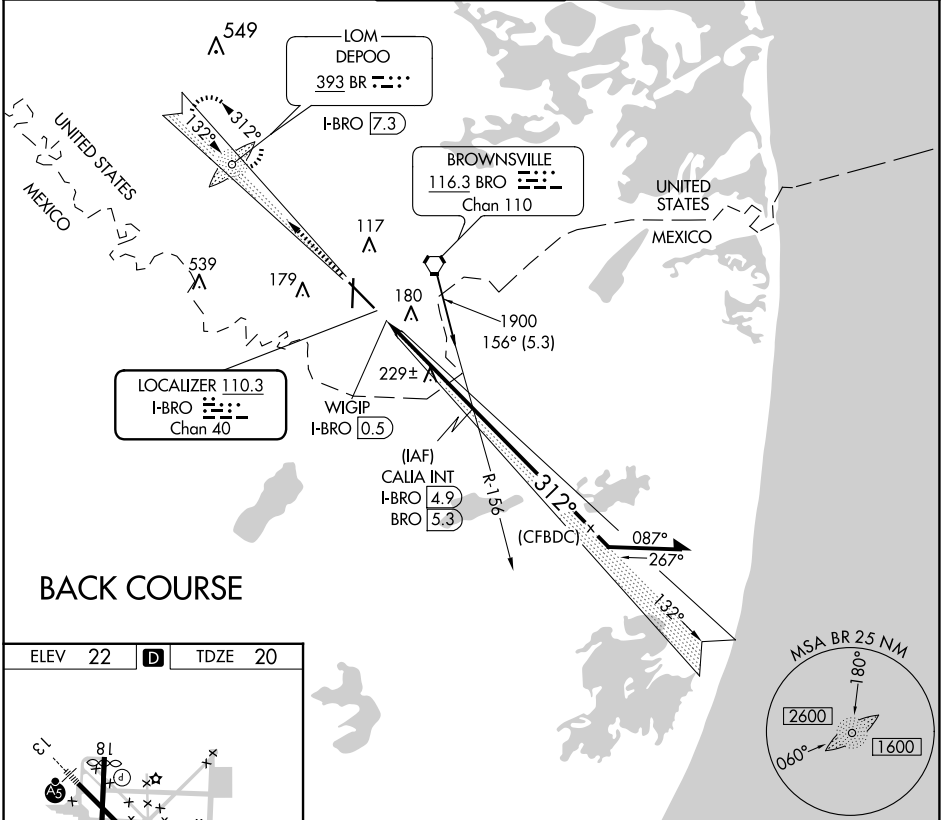 549
LOM
DEPOO
393 BR
I-BRO 7.3
312°
132°
UNITED STATES
MEXICO
BROWNSVILLE
116.3 BRO
Chan 110
UNITED
STATES
MEXICO
117
539
179
180
1900
156° (5.3)
229±
LOCALIZER 110.3
I-BRO
Chan 40
WIGIP
I-BRO 0.5
(IAF)
CALIA INT
I-BRO 4.9
BRO 5.3
R-156
312°
(CFBDC)
087°
267°
132°
BACK COURSE
MSA BR 25 NM
180°
2600
1600
060°
ELEV 22 D TDZE 20
13
18
P
A5